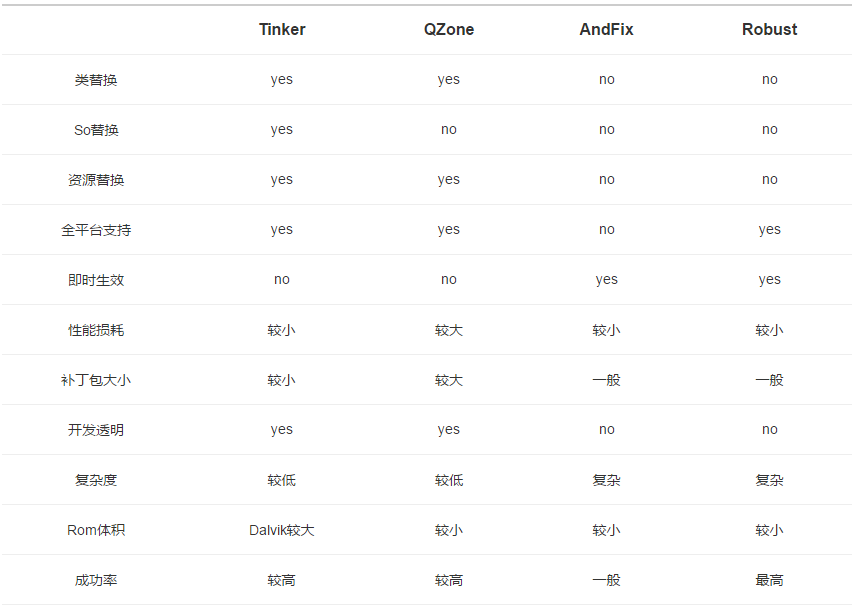 Tinker QZone AndFix Robust
类替换 yes yes no no
So替换 yes no no no
资源替换 yes yes no no
全平台支持 yes yes no yes
即时生效 no no yes yes
性能损耗 较小 较大 较小 较小
补丁包大小 较小 较大 一般 一般
开发透明 yes yes no no
复杂度 较低 较低 复杂 复杂
Rom体积 Dalvik较大 较小 较小 较小
成功率 较高 较高 一般 最高